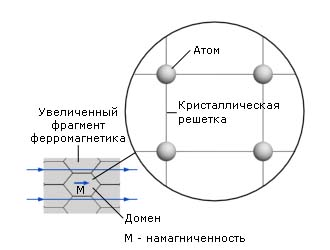 Атом
Увеличенный
фрагмент
ферромагнетика
Кристаллическая
решетка
М
Домен
М - намагниченность